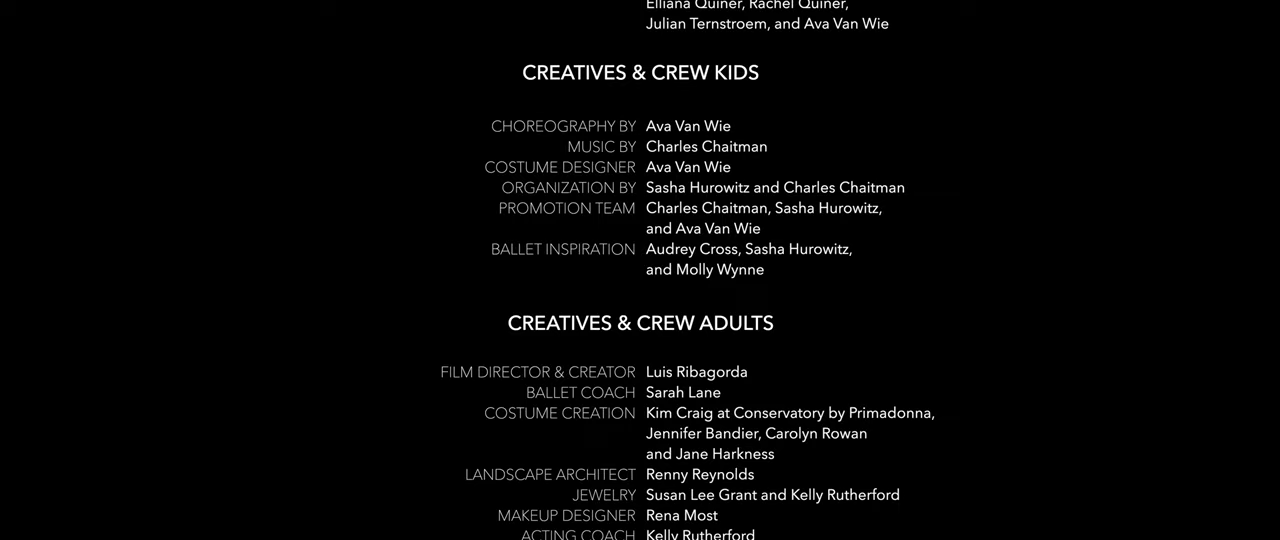 Elliana Quiner, Rachel Quiner,
Julian Ternstroem, and Ava Van Wie
CREATIVES & CREW KIDS
CHOREOGRAPHY BY Ava Van Wie
MUSIC BY Charles Chaitman
COSTUME DESIGNER Ava Van Wie
ORGANIZATION BY Sasha Hurowitz and Charles Chaitman
PROMOTION TEAM Charles Chaitman, Sasha Hurowitz,
and Ava Van Wie
BALLET INSPIRATION Audrey Cross, Sasha Hurowitz,
and Molly Wynne
CREATIVES & CREW ADULTS
FILM DIRECTOR & CREATOR Luis Ribagorda
BALLET COACH Sarah Lane
COSTUME CREATION Kim Craig at Conservatory by Primadonna,
Jennifer Bandier, Carolyn Rowan
and Jane Harkness
LANDSCAPE ARCHITECT Renny Reynolds
JEWELRY Susan Lee Grant and Kelly Rutherford
MAKEUP DESIGNER Rena Most
ACTING COACH Kelly Rutherford